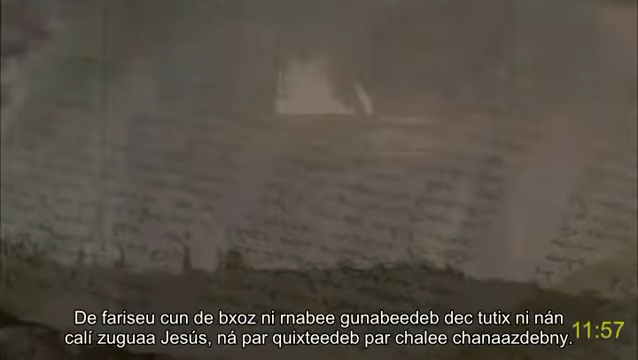 De fariseu cun de bxoz ni rnabee gunabeedeb dec tutix ni nán
calí zuguaa Jesús, ná par quixteedeb par chalee chanaazdebny.
11:57